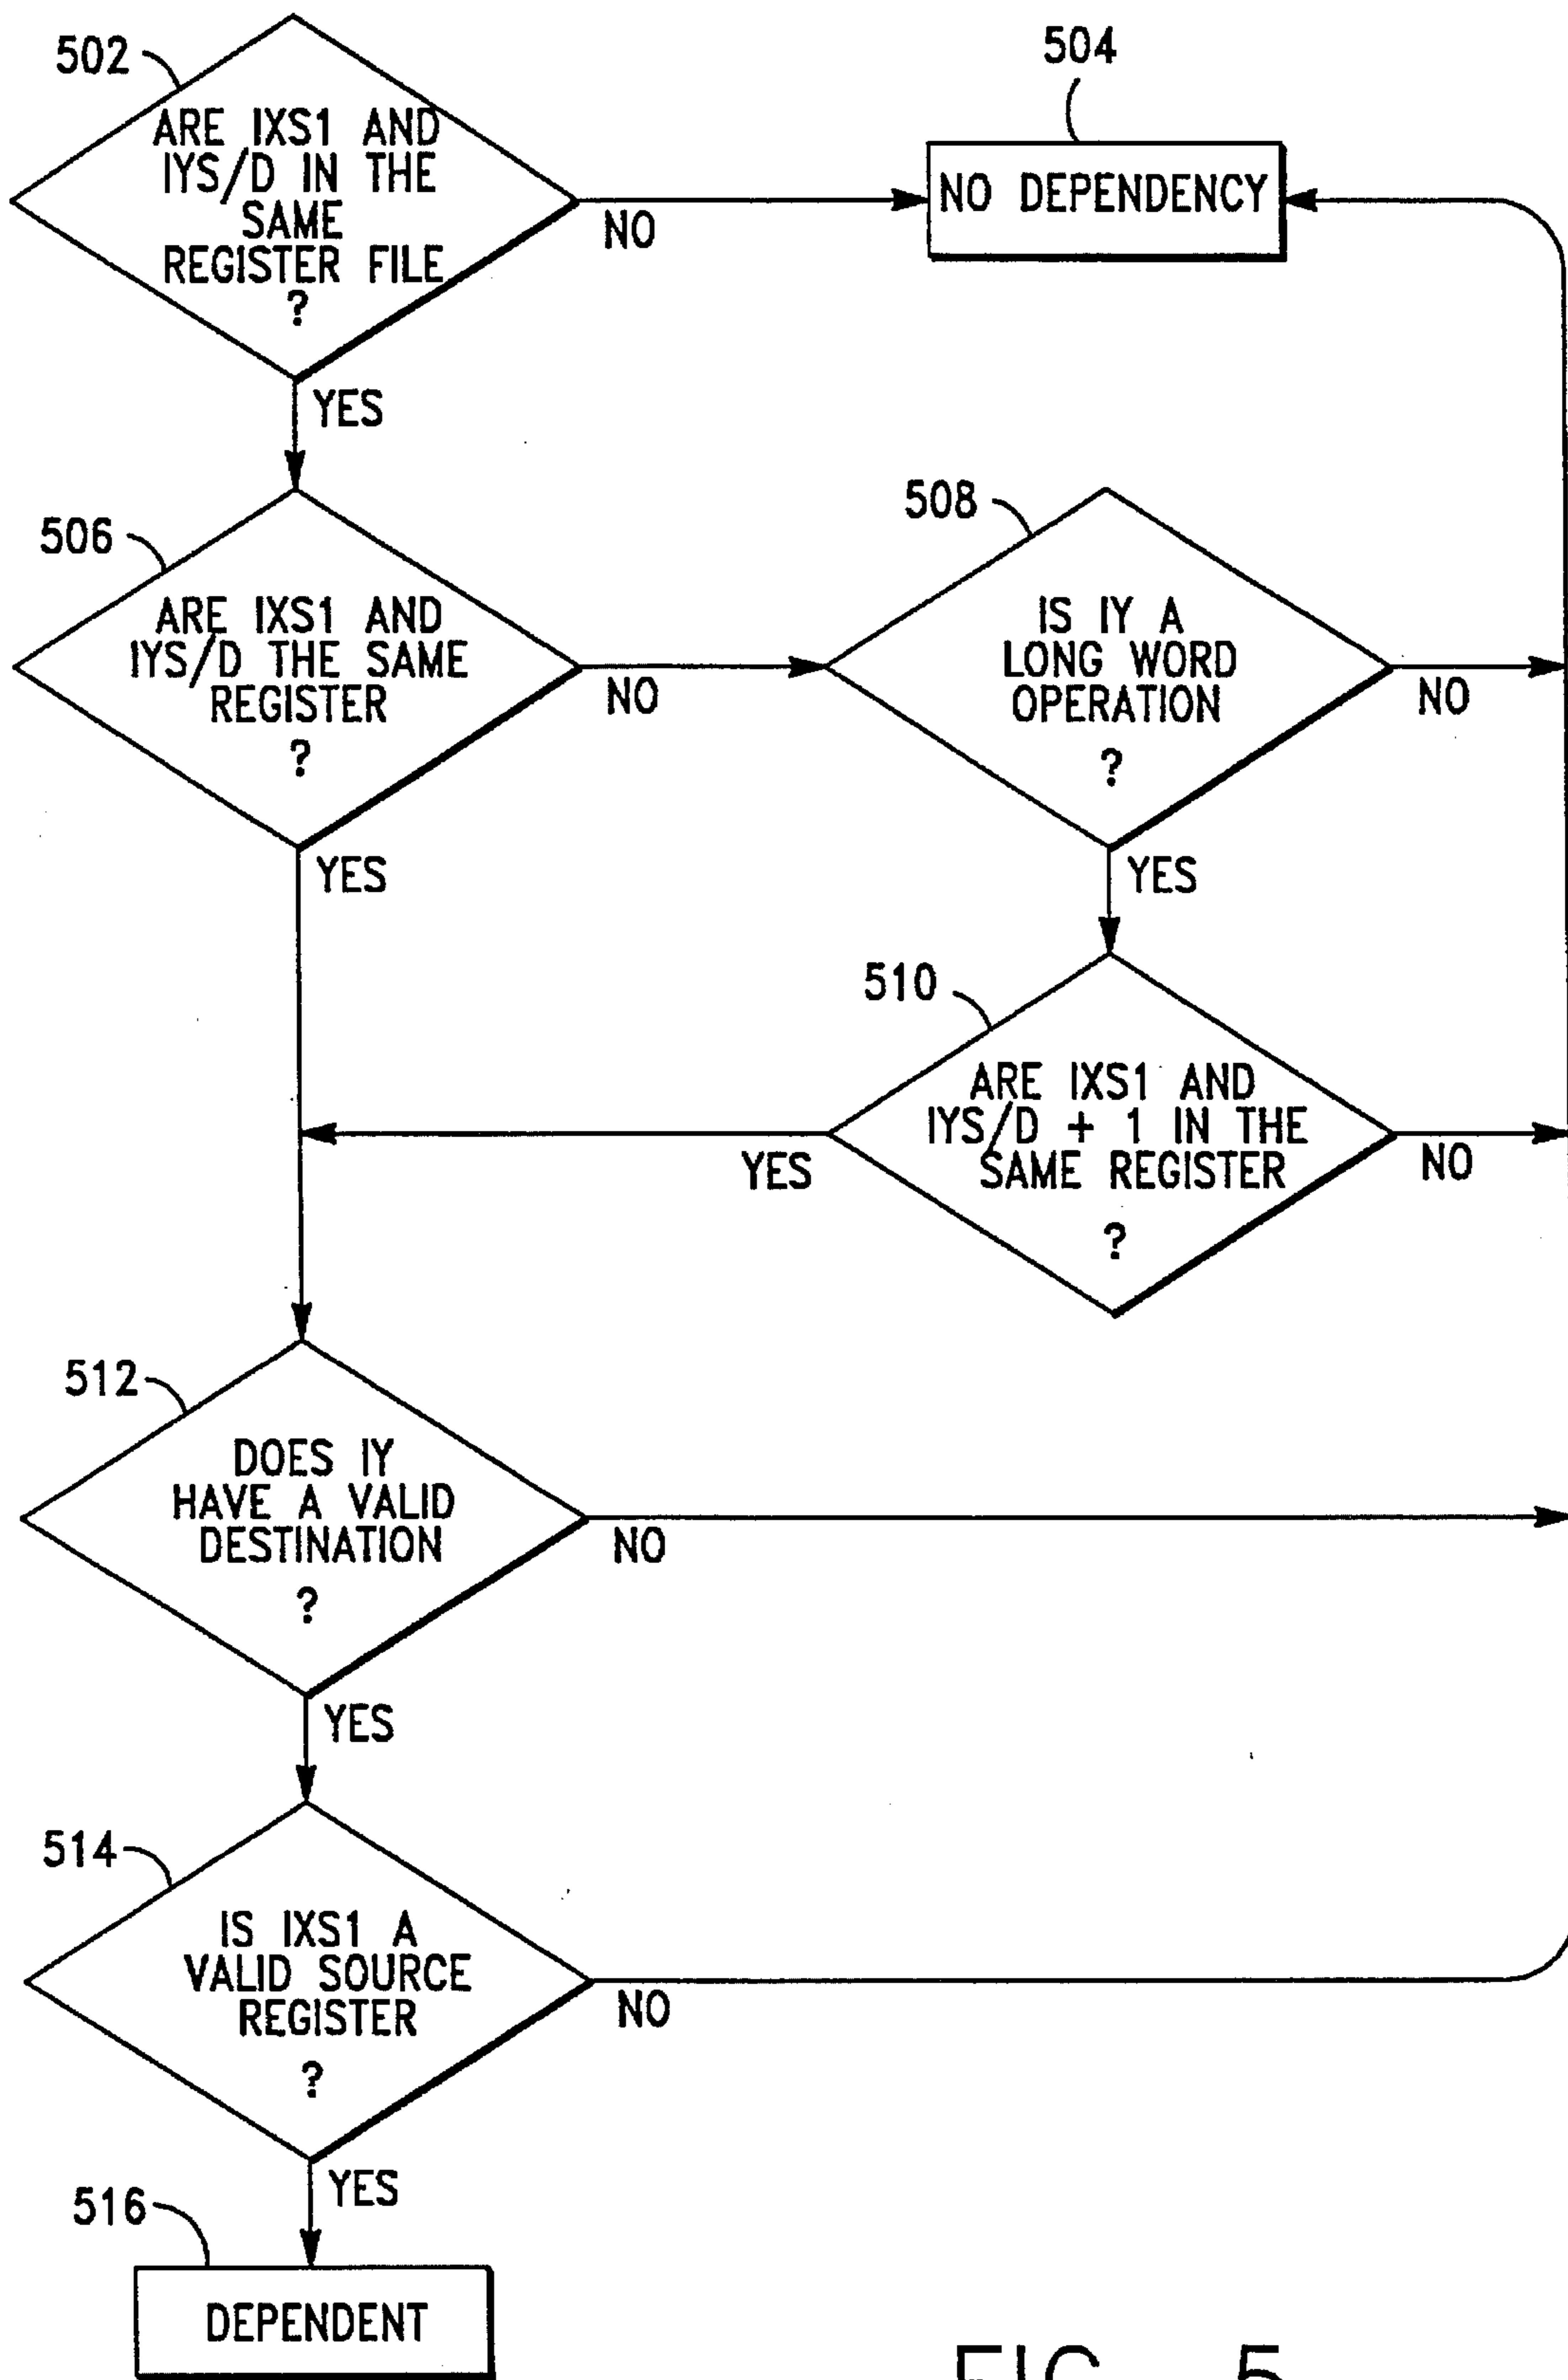 502
ARE IXS1 AND
IYS/D IN THE
SAME
REGISTER FILE
?
NO
504
NO DEPENDENCY
YES
506
ARE IXS1 AND
IYS/D THE SAME
REGISTER
?
NO
508
IS IY A
LONG WORD
OPERATION
?
NO
YES
YES
510
ARE IXS1 AND
IYS/D + 1 IN THE
SAME REGISTER
?
YES
NO
512
DOES IY
HAVE A VALID
DESTINATION
?
NO
YES
514
IS IXS1 A
VALID SOURCE
REGISTER
?
NO
YES
516
DEPENDENT
FIG. 5